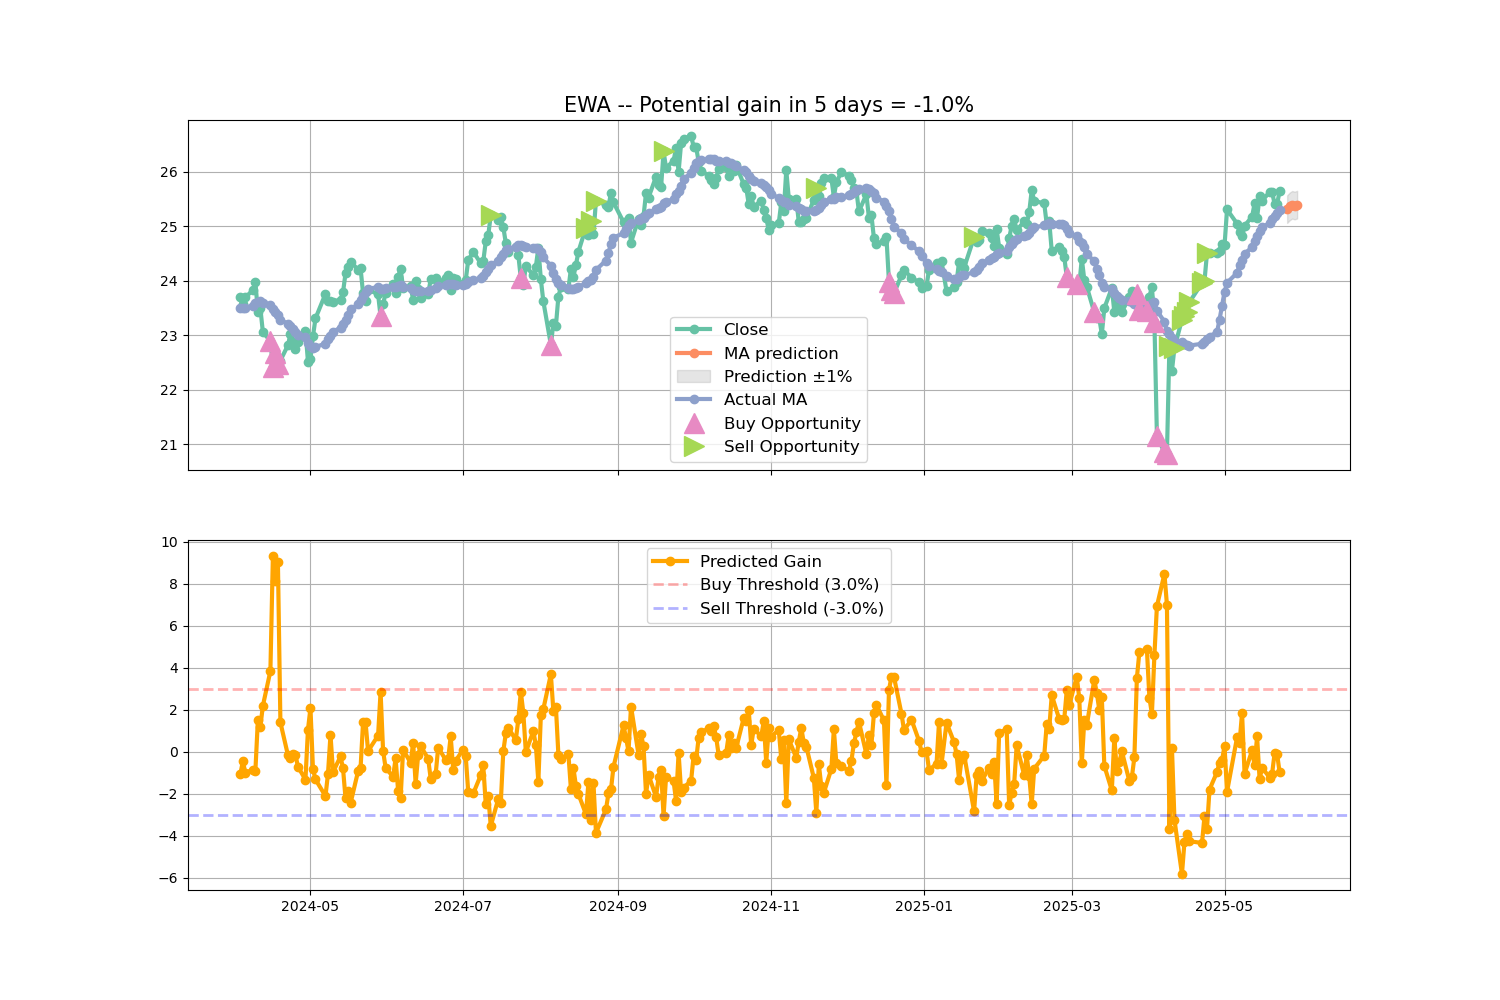 EWA -- Potential gain in 5 days = -1.0%
26
25
24
23
22
21
Close
MA prediction
Prediction ±1%
Actual MA
Buy Opportunity
Sell Opportunity
10
8
6
4
2
0
−2
−4
−6
Predicted Gain
Buy Threshold (3.0%)
Sell Threshold (-3.0%)
2024-05 2024-07 2024-09 2024-11 2025-01 2025-03 2025-05